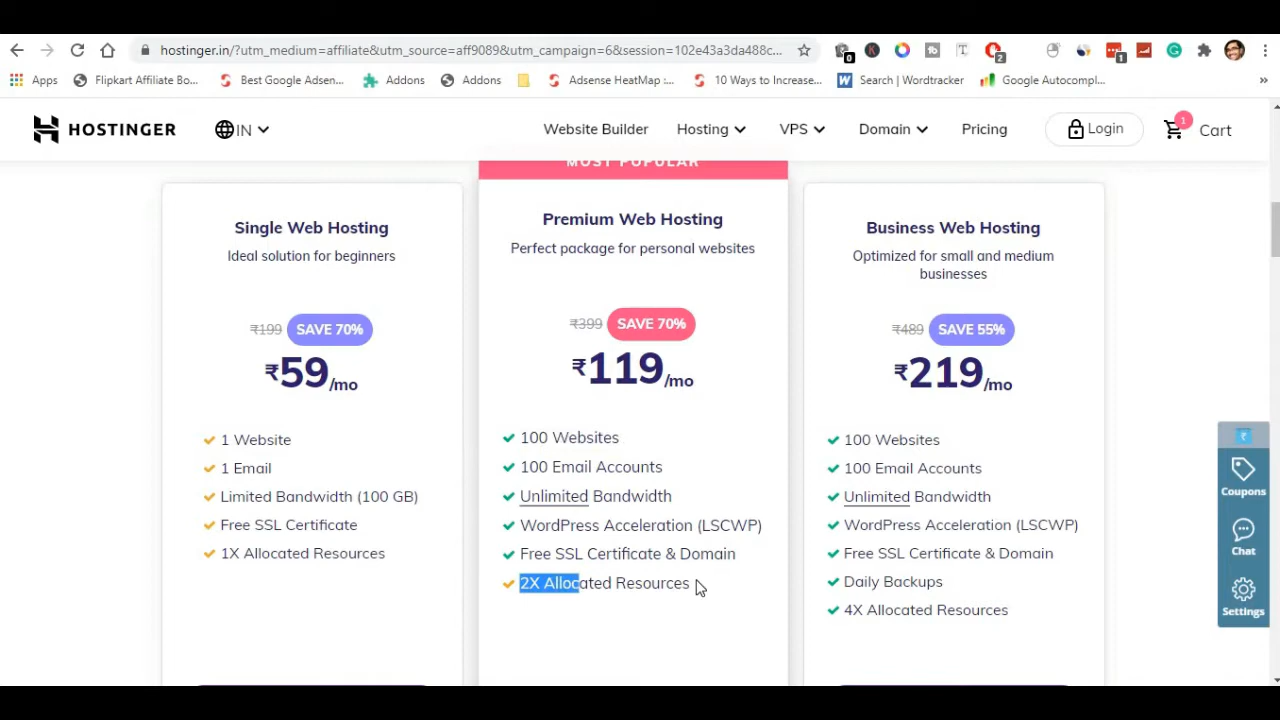 hostinger.in/?utm_medium=affiliate&utm_source=aff9089&utm_campaign=6&session=102e43a3da488c...
0
2
1
Apps
Flipkart Affiliate Bo...
Best Google Adsen...
Addons
Addons
Adsense HeatMap :...
10 Ways to Increase...
Search | Wordtracker
Google Autocompl...
»
HOSTINGER
IN
Website Builder
Hosting
VPS
Domain
Pricing
Login
1
Cart
MOST POPULAR
Single Web Hosting
Ideal solution for beginners
₹199 SAVE 70%
₹59/mo
1 Website
1 Email
Limited Bandwidth (100 GB)
Free SSL Certificate
1X Allocated Resources
Premium Web Hosting
Perfect package for personal websites
₹399 SAVE 70%
₹119/mo
100 Websites
100 Email Accounts
Unlimited Bandwidth
WordPress Acceleration (LSCWP)
Free SSL Certificate & Domain
2X Allocated Resources
Business Web Hosting
Optimized for small and medium
businesses
₹489 SAVE 55%
₹219/mo
100 Websites
100 Email Accounts
Unlimited Bandwidth
WordPress Acceleration (LSCWP)
Free SSL Certificate & Domain
Daily Backups
4X Allocated Resources
₹
Coupons
Chat
Settings